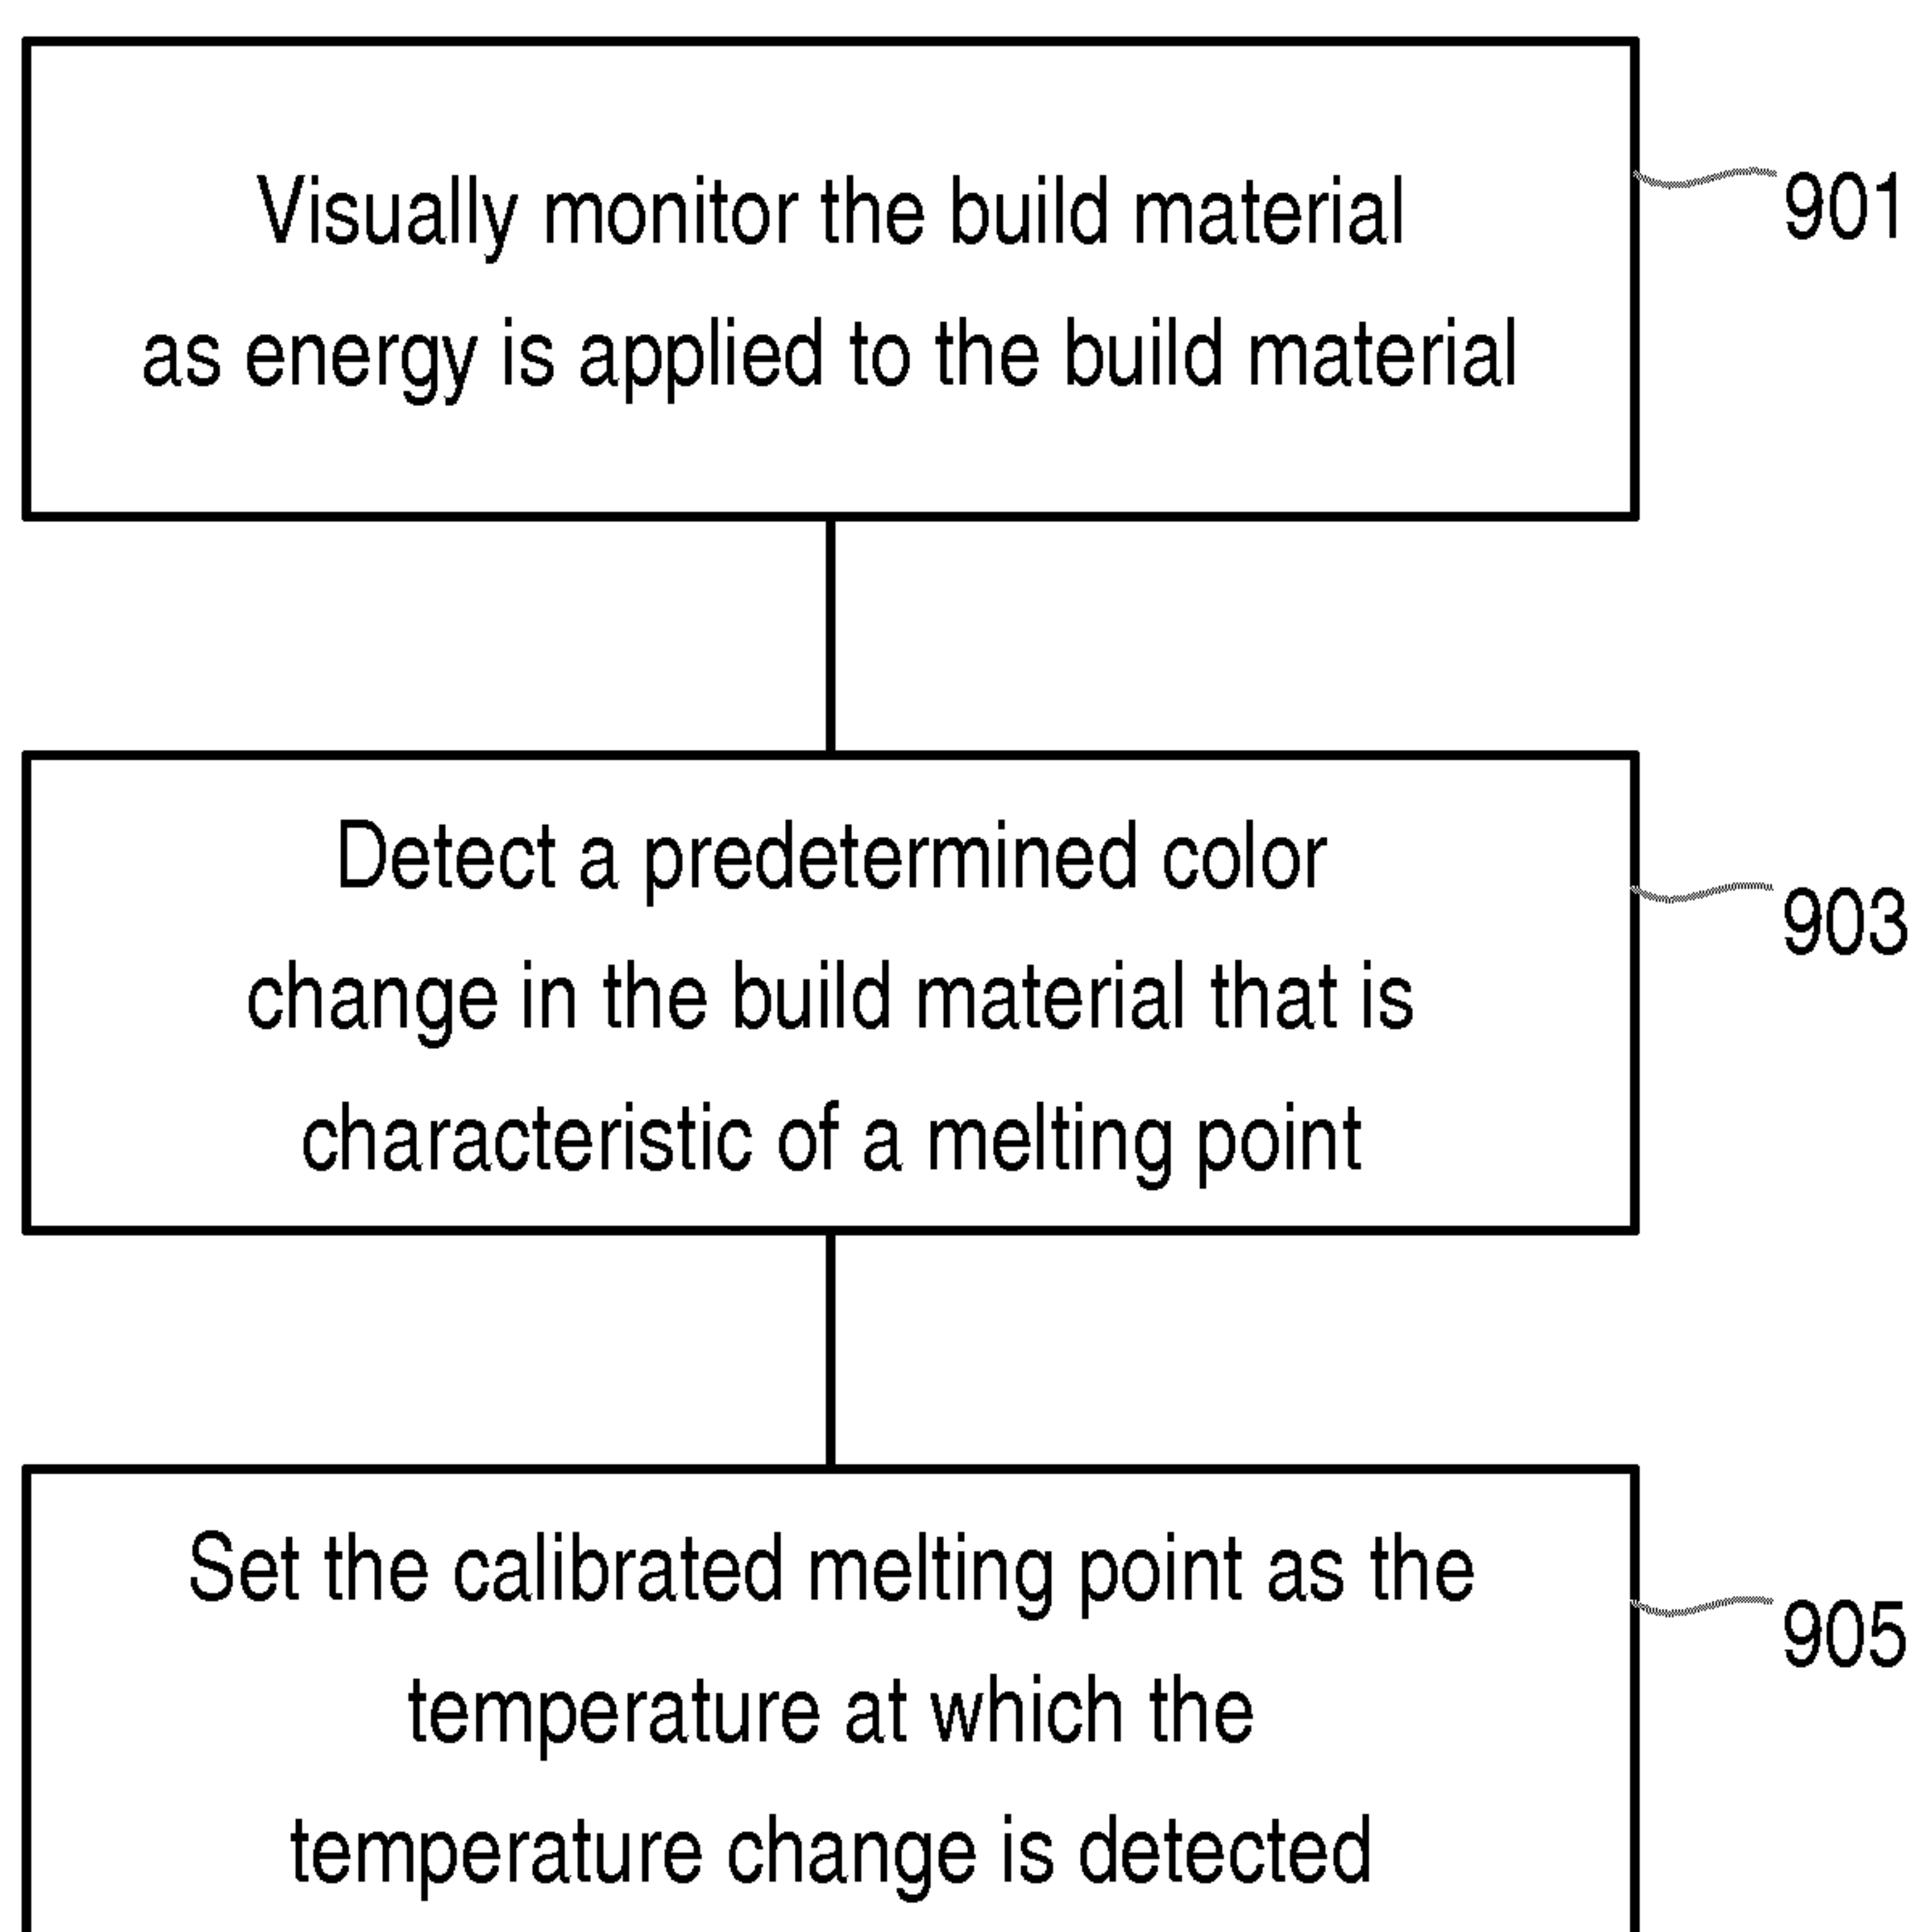 Visually monitor the build material
as energy is applied to the build material
901
Detect a predetermined color
change in the build material that is
characteristic of a melting point
903
Set the calibrated melting point as the
temperature at which the
temperature change is detected
905